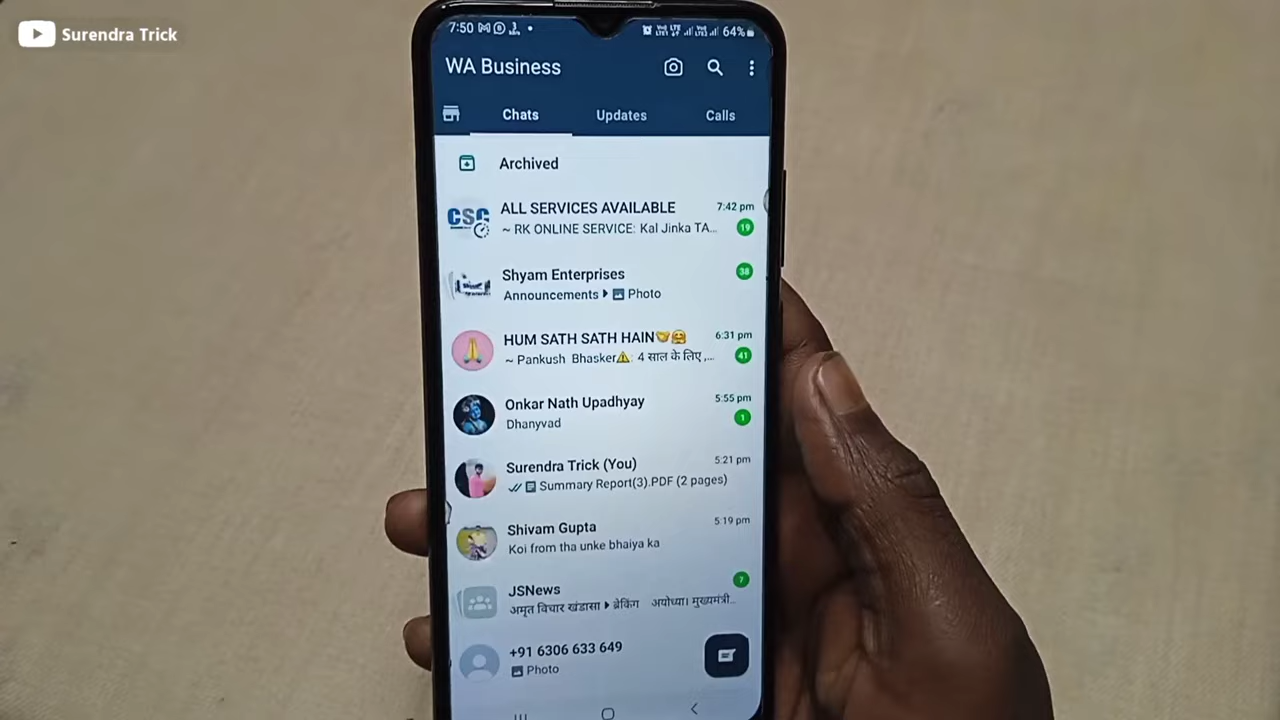 Surendra Trick
7:50
64%
WA Business
Chats
Updates
Calls
Archived
CSC
ALL SERVICES AVAILABLE
7:42 pm
~ RK ONLINE SERVICE: Kal Jinka TA...
19
Shyam Enterprises
38
Announcements Photo
HUM SATH SATH HAIN🤝🤗
6:31 pm
~ Pankush Bhasker⚠️: 4 साल के लिए ,...
41
Onkar Nath Upadhyay
5:55 pm
Dhanyvad
1
Surendra Trick (You)
5:21 pm
Summary Report(3).PDF (2 pages)
Shivam Gupta
5:19 pm
Koi from tha unke bhaiya ka
JSNews
7
अमृत विचार खंडासा ब्रेकिंग अयोध्या। मुख्यमंत्री...
+91 6306 633 649
Photo